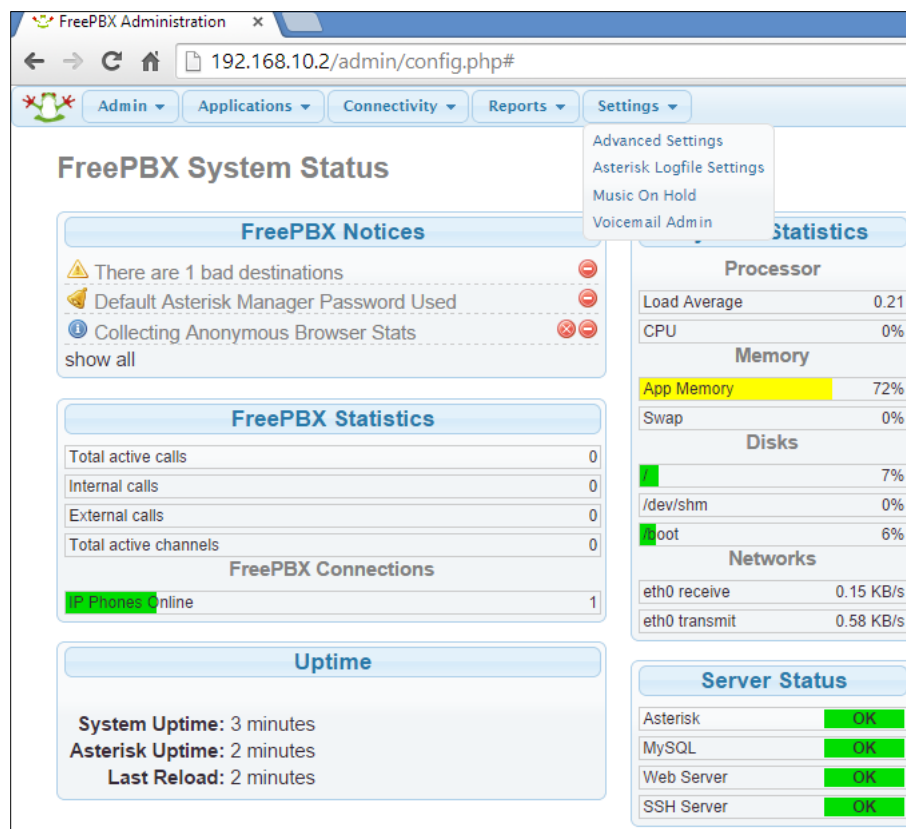 FreePBX Administration ×
192.168.10.2/admin/config.php#
Admin Applications Connectivity Reports Settings
Advanced Settings
Asterisk Logfile Settings
Music On Hold
Voicemail Admin
FreePBX System Status
FreePBX Notices
There are 1 bad destinations
Default Asterisk Manager Password Used
Collecting Anonymous Browser Stats
show all
FreePBX Statistics
Total active calls 0
Internal calls 0
External calls 0
Total active channels 0
FreePBX Connections
IP Phones Online 1
Uptime
System Uptime: 3 minutes
Asterisk Uptime: 2 minutes
Last Reload: 2 minutes
Statistics
Processor
Load Average 0.21
CPU 0%
Memory
App Memory 72%
Swap 0%
Disks
/ 7%
/dev/shm 0%
/boot 6%
Networks
eth0 receive 0.15 KB/s
eth0 transmit 0.58 KB/s
Server Status
Asterisk OK
MySQL OK
Web Server OK
SSH Server OK